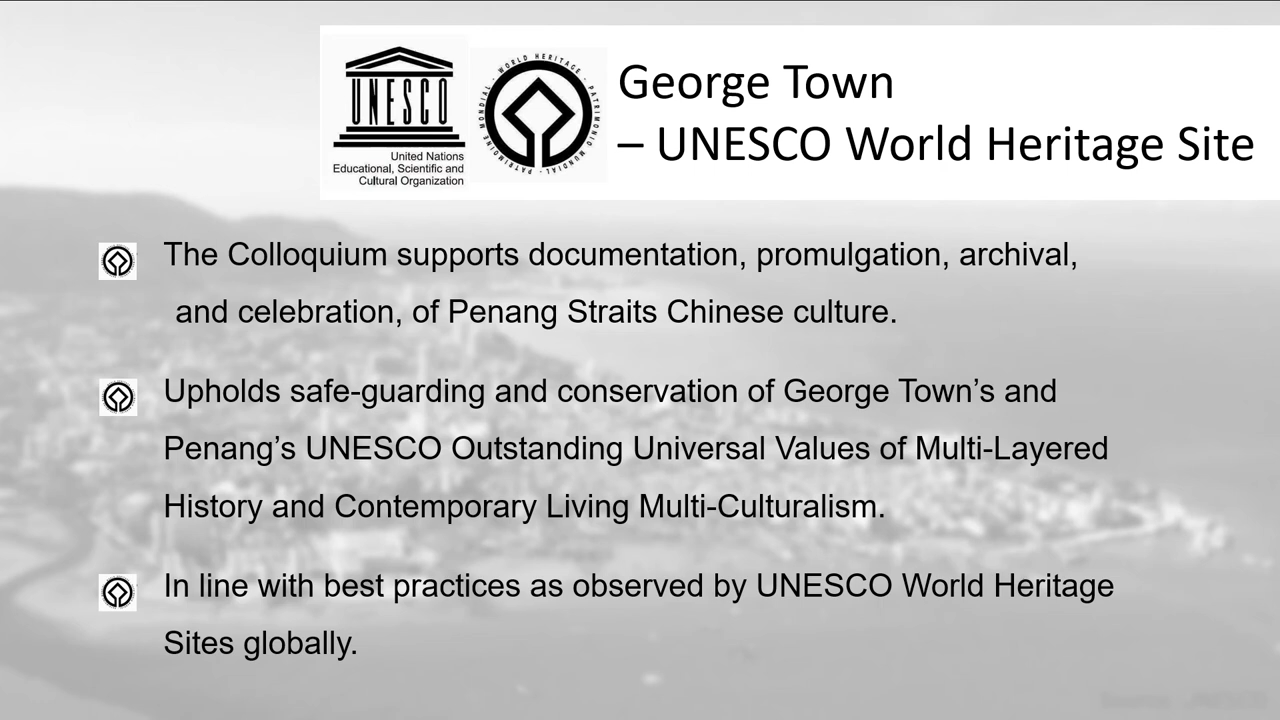 UNESCO
United Nations
Educational, Scientific and
Cultural Organization
WORLD HERITAGE · PATRIMONIO MUNDIAL · PATRIMOINE MONDIAL ·
George Town
– UNESCO World Heritage Site
The Colloquium supports documentation, promulgation, archival,
and celebration, of Penang Straits Chinese culture.
Upholds safe-guarding and conservation of George Town’s and
Penang’s UNESCO Outstanding Universal Values of Multi-Layered
History and Contemporary Living Multi-Culturalism.
In line with best practices as observed by UNESCO World Heritage
Sites globally.